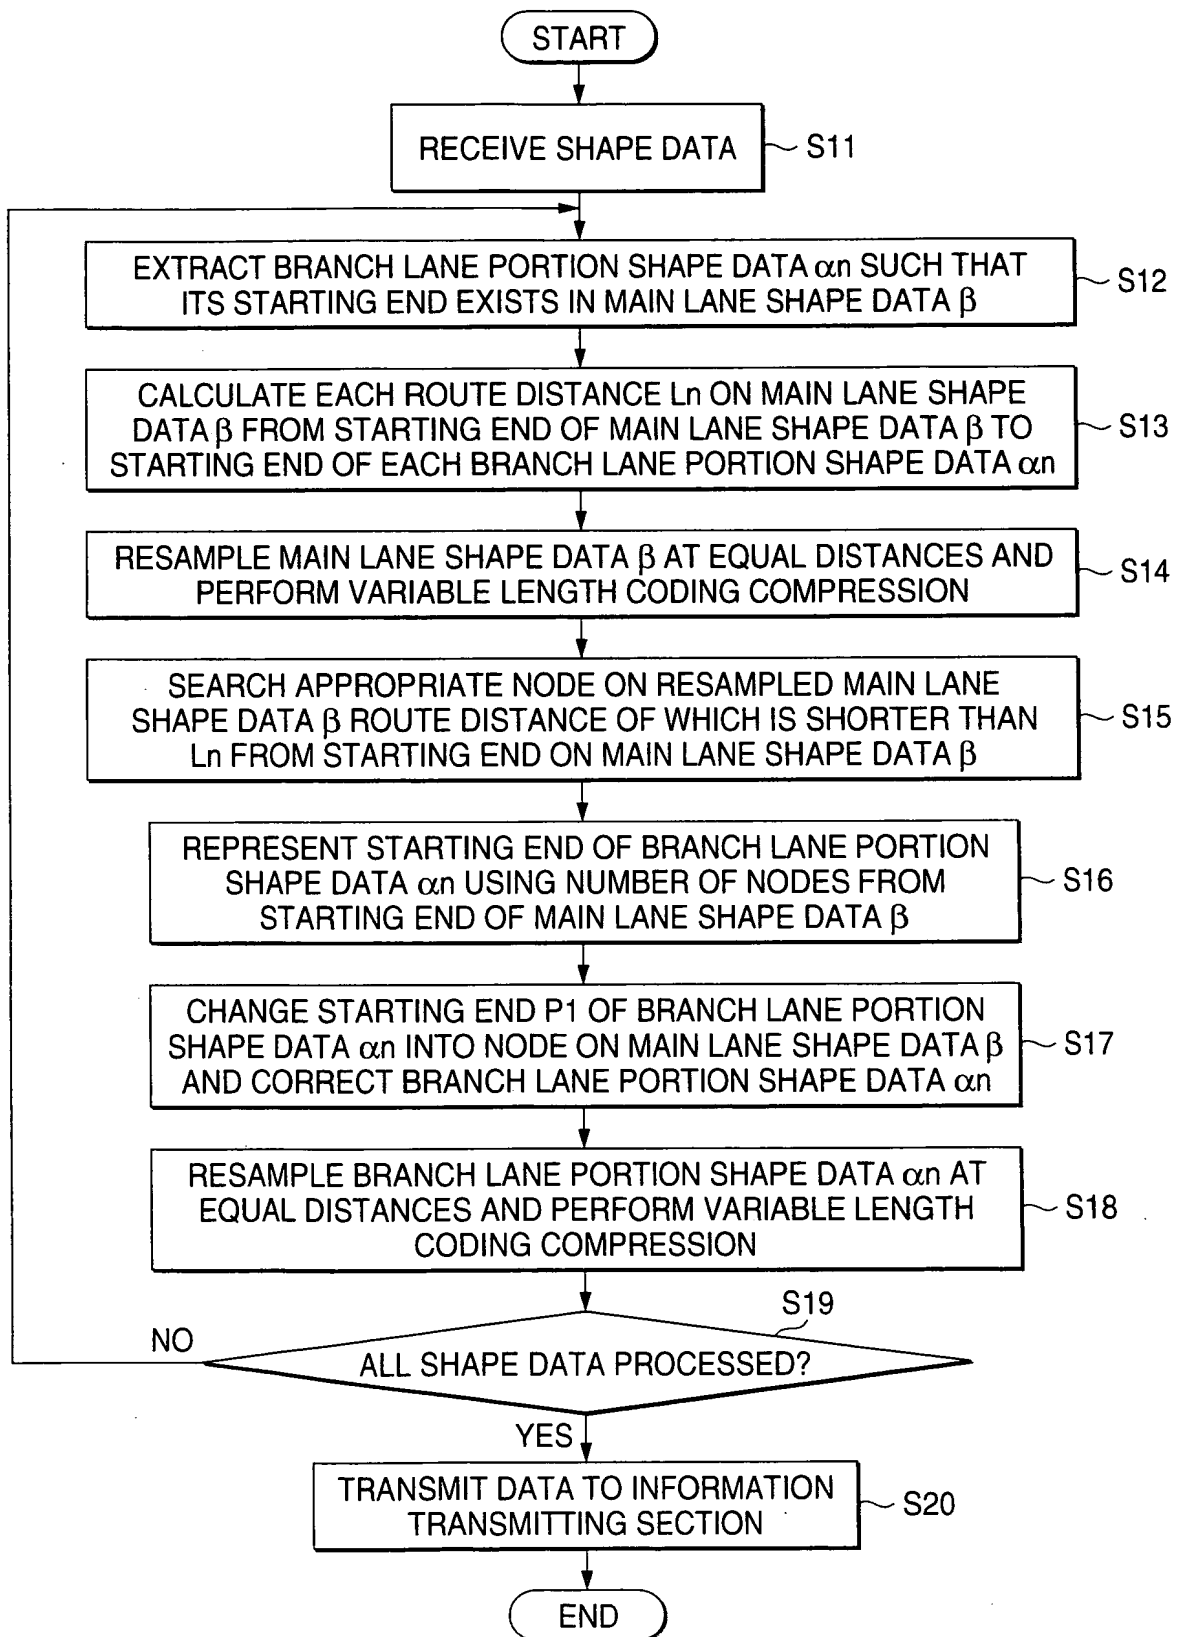 START
RECEIVE SHAPE DATA
S11
EXTRACT BRANCH LANE PORTION SHAPE DATA αn SUCH THAT
ITS STARTING END EXISTS IN MAIN LANE SHAPE DATA β
S12
CALCULATE EACH ROUTE DISTANCE Ln ON MAIN LANE SHAPE
DATA β FROM STARTING END OF MAIN LANE SHAPE DATA β TO
STARTING END OF EACH BRANCH LANE PORTION SHAPE DATA αn
S13
RESAMPLE MAIN LANE SHAPE DATA β AT EQUAL DISTANCES AND
PERFORM VARIABLE LENGTH CODING COMPRESSION
S14
SEARCH APPROPRIATE NODE ON RESAMPLED MAIN LANE
SHAPE DATA β ROUTE DISTANCE OF WHICH IS SHORTER THAN
Ln FROM STARTING END ON MAIN LANE SHAPE DATA β
S15
REPRESENT STARTING END OF BRANCH LANE PORTION
SHAPE DATA αn USING NUMBER OF NODES FROM
STARTING END OF MAIN LANE SHAPE DATA β
S16
CHANGE STARTING END P1 OF BRANCH LANE PORTION
SHAPE DATA αn INTO NODE ON MAIN LANE SHAPE DATA β
AND CORRECT BRANCH LANE PORTION SHAPE DATA αn
S17
RESAMPLE BRANCH LANE PORTION SHAPE DATA αn AT
EQUAL DISTANCES AND PERFORM VARIABLE LENGTH
CODING COMPRESSION
S18
S19
NO
ALL SHAPE DATA PROCESSED?
YES
TRANSMIT DATA TO INFORMATION
TRANSMITTING SECTION
S20
END